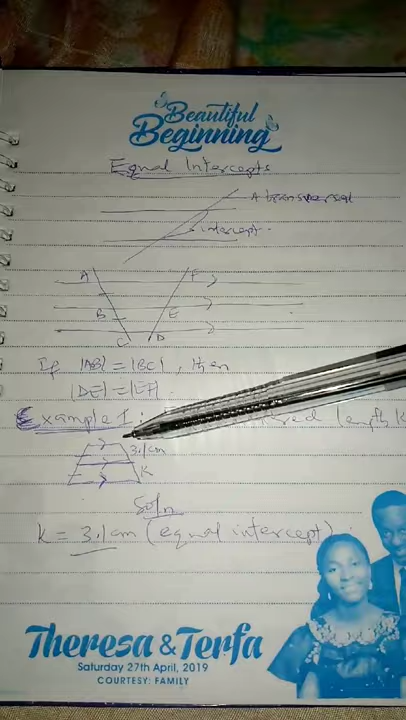 Beautiful
Beginning
Equal Intercepts
A transversal
intercept.
A F
B E
C D
If |AB| = |BC|, then
|DE| = |EF|.
Example 1:
length K
3.1cm
K
Soln
k = 3.1cm (equal intercept)
Theresa & Terfa
Saturday 27th April, 2019
COURTESY: FAMILY